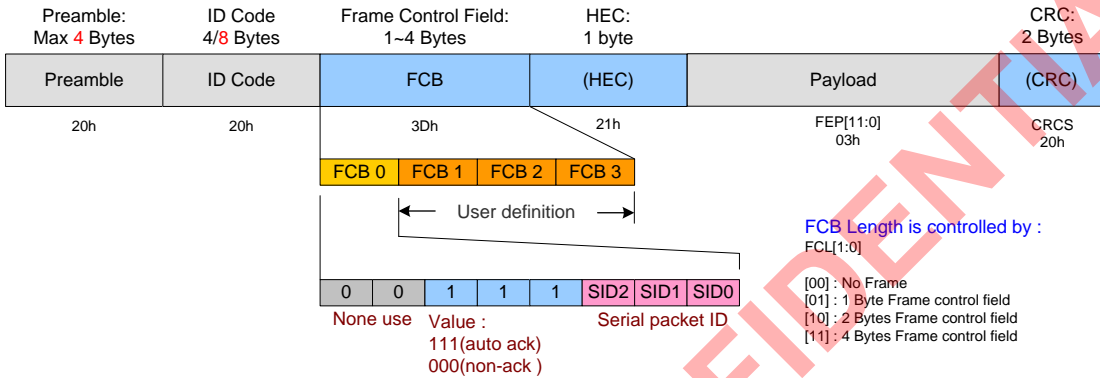 Preamble:
Max 4 Bytes
ID Code
4/8 Bytes
Frame Control Field:
1~4 Bytes
HEC:
1 byte
CRC:
2 Bytes
Preamble
ID Code
FCB
(HEC)
Payload
(CRC)
20h
20h
3Dh
21h
FEP[11:0]
03h
CRCS
20h
FCB 0
FCB 1
FCB 2
FCB 3
User definition
FCB Length is controlled by :
FCL[1:0]
[00] : No Frame
[01] : 1 Byte Frame control field
[10] : 2 Bytes Frame control field
[11] : 4 Bytes Frame control field
0
0
1
1
1
SID2
SID1
SID0
None use
Value :
111(auto ack)
000(non-ack )
Serial packet ID
FIDENTIA